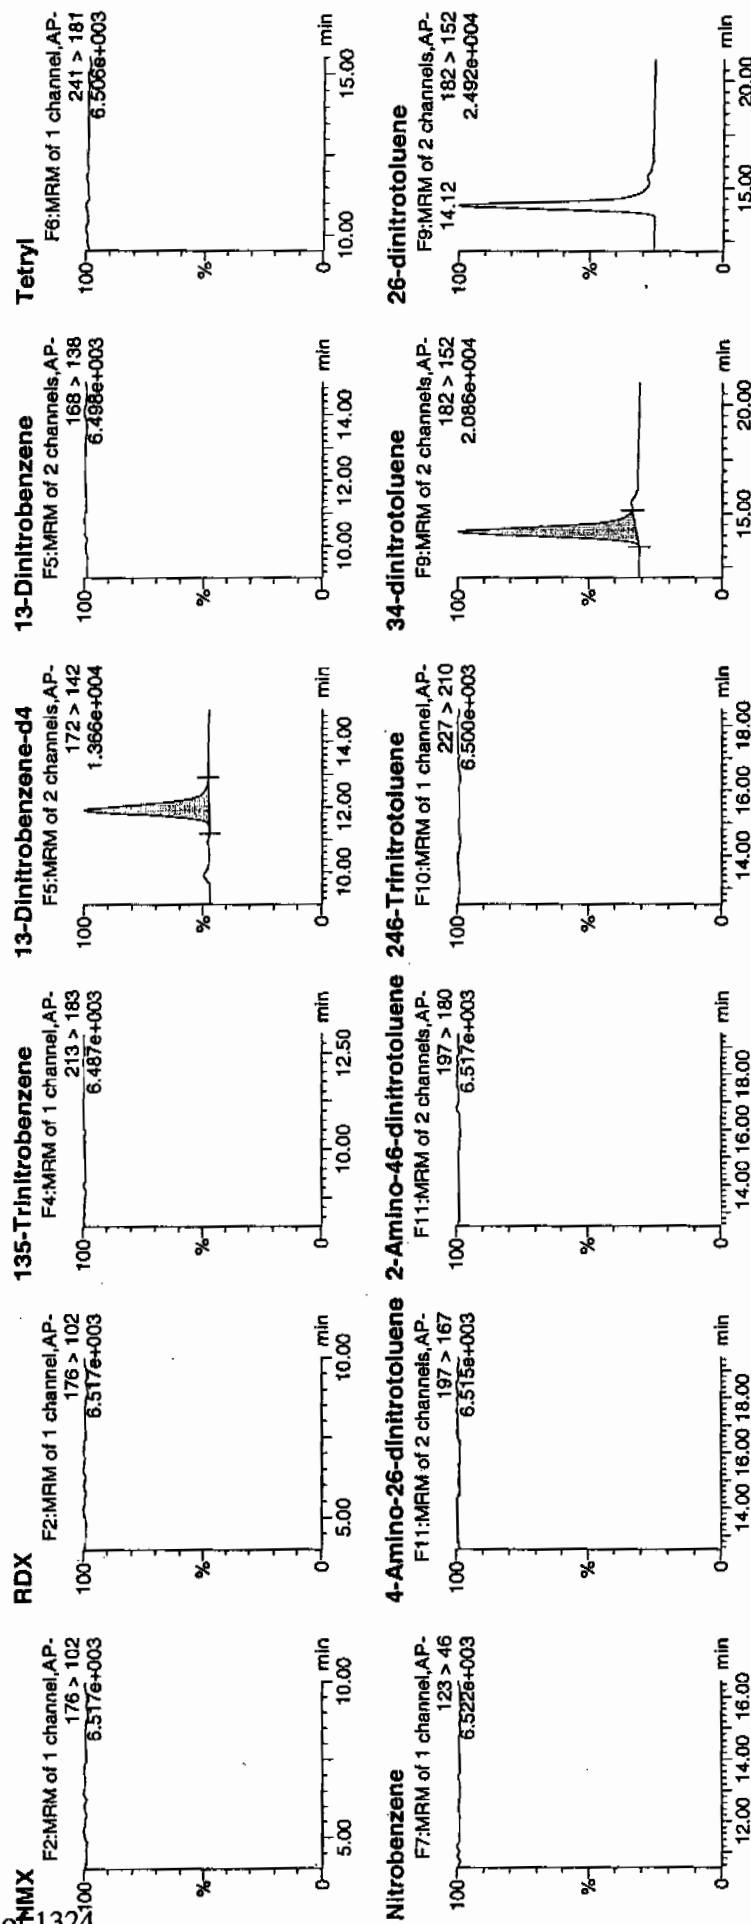 HMX
F2:MRM of 1 channel,AP-
176 > 102
6.517e+003
100
%
0
5.00 10.00 min
RDX
F2:MRM of 1 channel,AP-
176 > 102
6.517e+003
100
%
0
5.00 10.00 min
135-Trinitrobenzene
F4:MRM of 1 channel,AP-
213 > 183
6.487e+003
100
%
0
10.00 12.50 min
13-Dinitrobenzene-d4
F5:MRM of 2 channels,AP-
172 > 142
1.366e+004
100
%
0
10.00 12.00 14.00 min
13-Dinitrobenzene
F5:MRM of 2 channels,AP-
168 > 138
6.498e+003
100
%
0
10.00 12.00 14.00 min
Tetryl
F6:MRM of 1 channel,AP-
241 > 181
6.506e+003
100
%
0
10.00 15.00 min
Nitrobenzene
F7:MRM of 1 channel,AP-
123 > 46
6.522e+003
100
%
0
12.00 14.00 16.00 min
4-Amino-26-dinitrotoluene
F11:MRM of 2 channels,AP-
197 > 167
6.515e+003
100
%
0
14.00 16.00 18.00 min
2-Amino-46-dinitrotoluene
F11:MRM of 2 channels,AP-
197 > 180
6.517e+003
100
%
0
14.00 16.00 18.00 min
246-Trinitrotoluene
F10:MRM of 1 channel,AP-
227 > 210
6.500e+003
100
%
0
14.00 16.00 18.00 min
34-dinitrotoluene
F9:MRM of 2 channels,AP-
182 > 152
2.086e+004
100
%
0
15.00 20.00 min
26-dinitrotoluene
F9:MRM of 2 channels,AP-
14.12
182 > 152
2.492e+004
100
%
0
15.00 20.00 min
1324